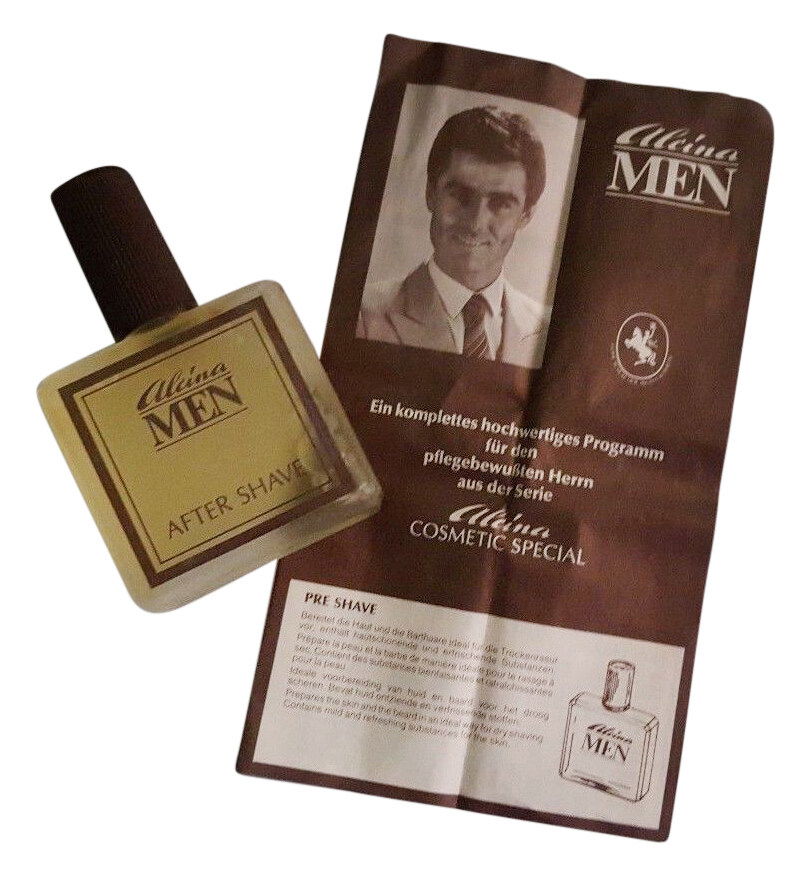 Alcina
MEN
AFTER SHAVE
Alcina
MEN
Ein komplettes hochwertiges Programm
für den
pflegebewußten Herrn
aus der Serie
Alcina
COSMETIC SPECIAL
PRE SHAVE
Bereitet die Haut und die Barthaare ideal für die Trockenrasur
vor, enthält hautschonende und erfrischende Substanzen.
Prépare la peau et la barbe de manière idéale pour le rasage à
sec. Contient des substances bienfaisantes et rafraîchissantes
pour la peau.
Ideale voorbereiding van huid en baard voor het droog
scheren. Bevat huid ontziende en verfrissende stoffen.
Prepares the skin and the beard in an ideal way for dry shaving.
Contains mild and refreshing substances for the skin.
Alcina
MEN